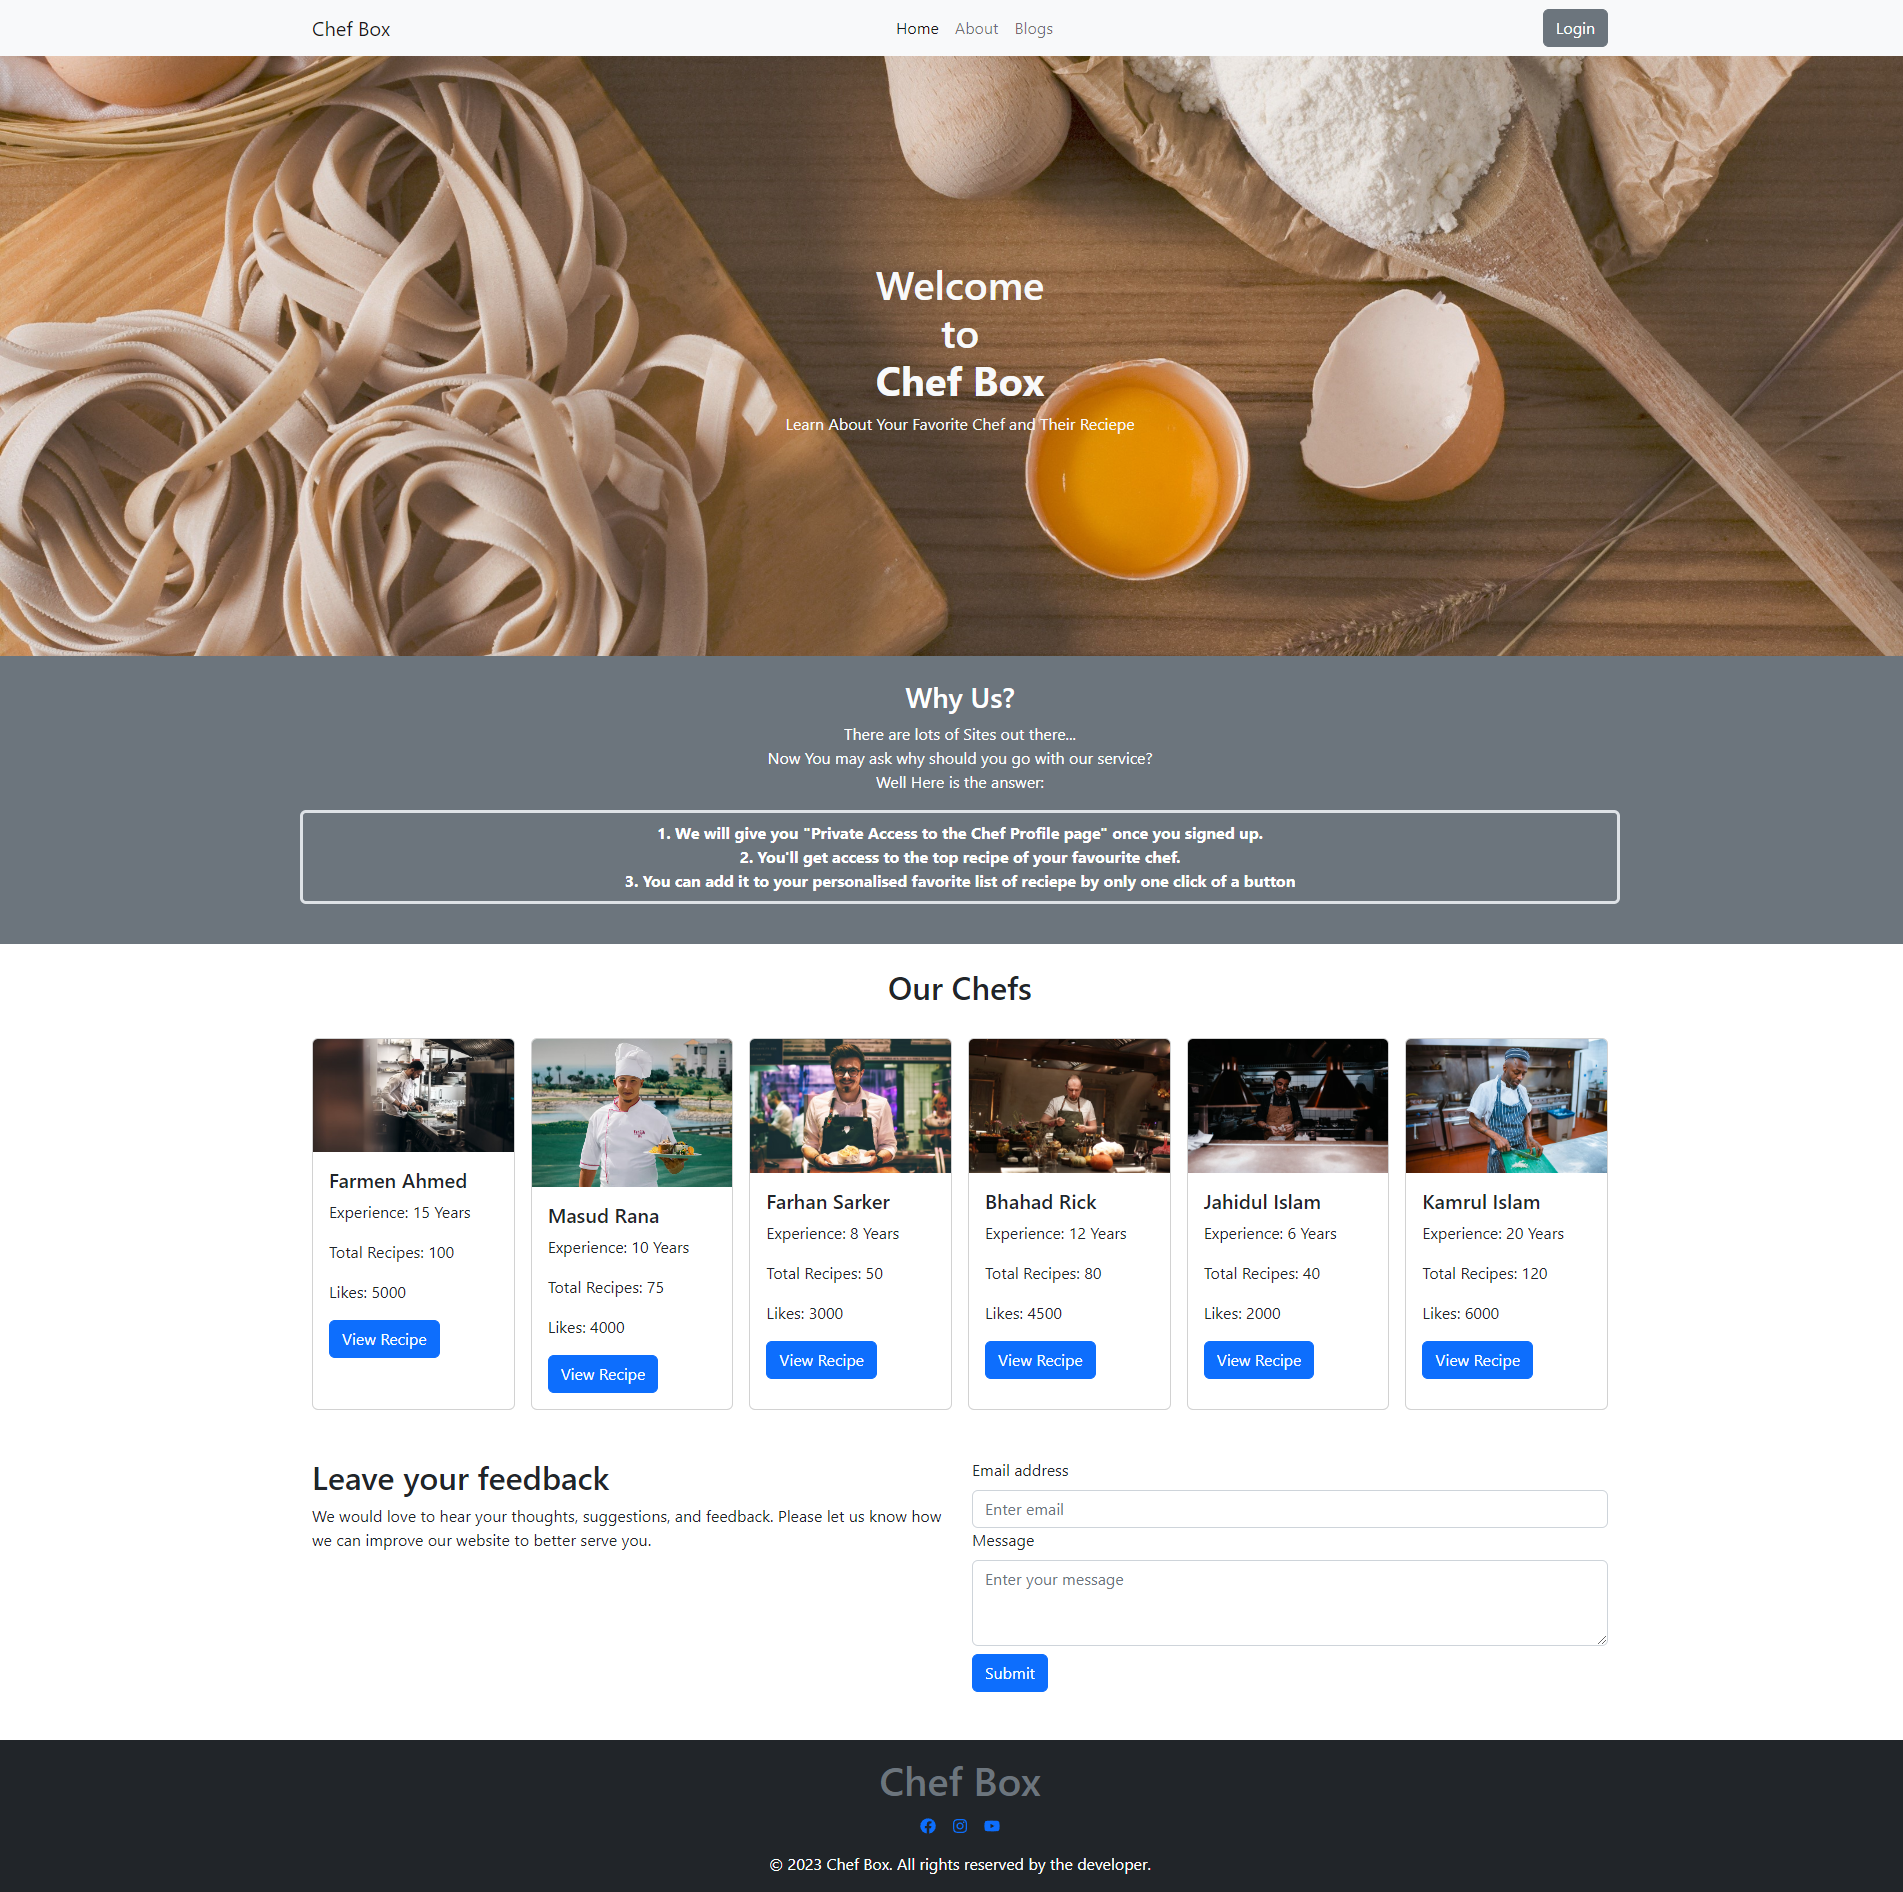 Chef Box
Home About Blogs
Login
Welcome
to
Chef Box
Learn About Your Favorite Chef and Their Reciepe
Why Us?
There are lots of Sites out there...
Now You may ask why should you go with our service?
Well Here is the answer:
1. We will give you "Private Access to the Chef Profile page" once you signed up.
2. You'll get access to the top recipe of your favourite chef.
3. You can add it to your personalised favorite list of reciepe by only one click of a button
Our Chefs
Farmen Ahmed
Experience: 15 Years
Total Recipes: 100
Likes: 5000
View Recipe
Masud Rana
Experience: 10 Years
Total Recipes: 75
Likes: 4000
View Recipe
Farhan Sarker
Experience: 8 Years
Total Recipes: 50
Likes: 3000
View Recipe
Bhahad Rick
Experience: 12 Years
Total Recipes: 80
Likes: 4500
View Recipe
Jahidul Islam
Experience: 6 Years
Total Recipes: 40
Likes: 2000
View Recipe
Kamrul Islam
Experience: 20 Years
Total Recipes: 120
Likes: 6000
View Recipe
Leave your feedback
We would love to hear your thoughts, suggestions, and feedback. Please let us know how
we can improve our website to better serve you.
Email address
Enter email
Message
Enter your message
Submit
Chef Box
© 2023 Chef Box. All rights reserved by the developer.